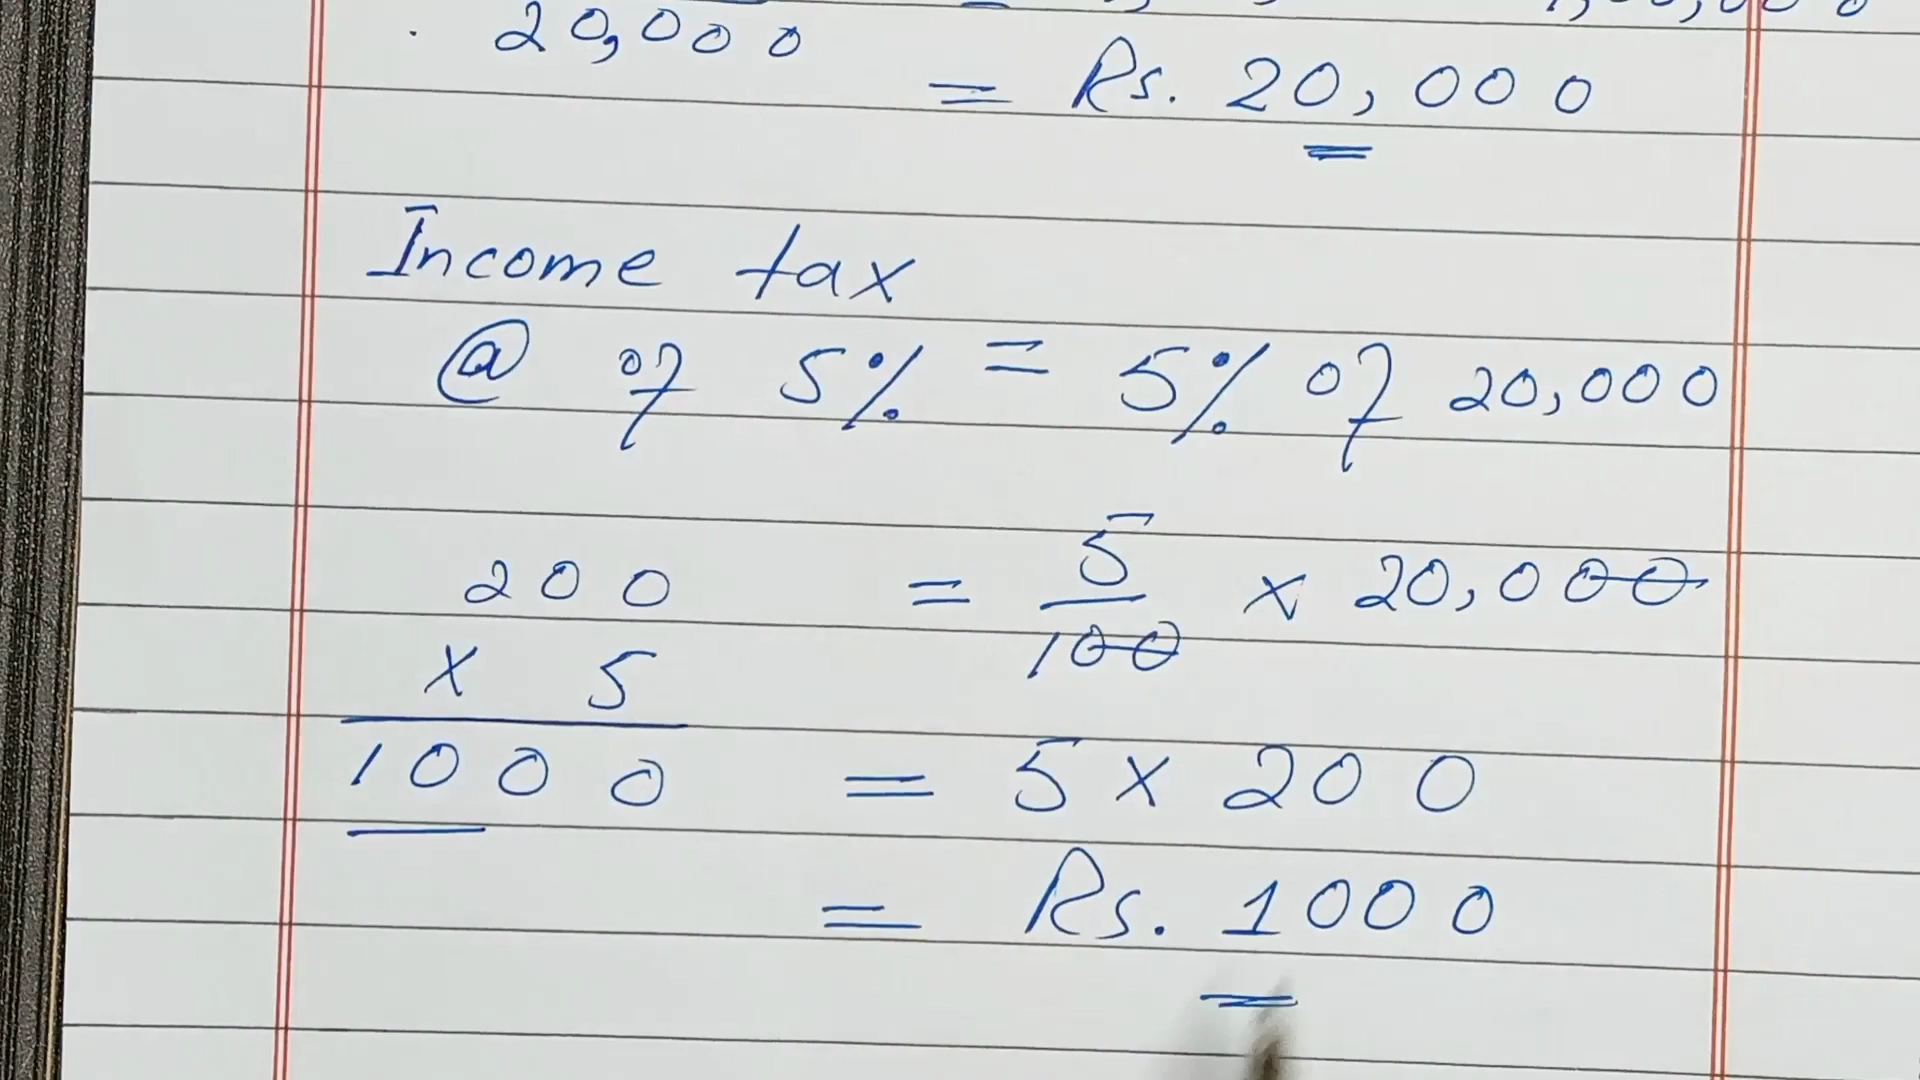 20,000
= Rs. 20,000
Income tax
@ of 5% = 5% of 20,000
200 = 5/100 x 20,000
x 5
1000 = 5 x 200
= Rs. 1000